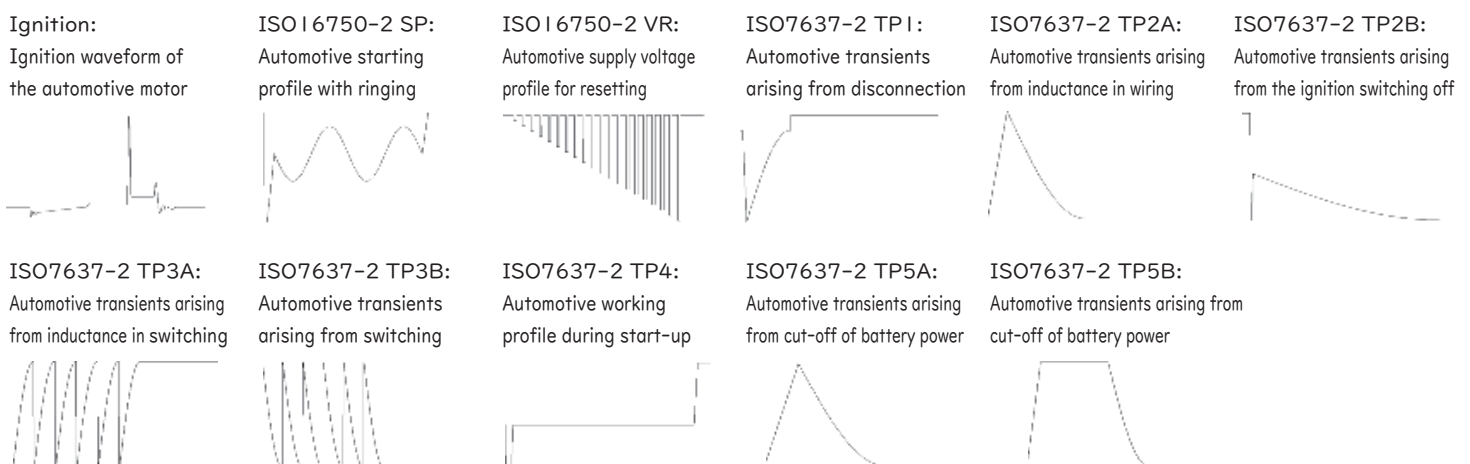 Ignition:
Ignition waveform of
the automotive motor
ISO16750-2 SP:
Automotive starting
profile with ringing
ISO16750-2 VR:
Automotive supply voltage
profile for resetting
ISO7637-2 TP1:
Automotive transients
arising from disconnection
ISO7637-2 TP2A:
Automotive transients arising
from inductance in wiring
ISO7637-2 TP2B:
Automotive transients arising
from the ignition switching off
ISO7637-2 TP3A:
Automotive transients arising
from inductance in switching
ISO7637-2 TP3B:
Automotive transients
arising from switching
ISO7637-2 TP4:
Automotive working
profile during start-up
ISO7637-2 TP5A:
Automotive transients arising
from cut-off of battery power
ISO7637-2 TP5B:
Automotive transients arising from
cut-off of battery power